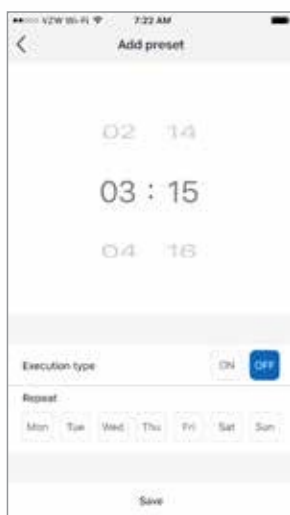 VZW Wi-Fi 7:22 AM
Add preset
02 14
03 : 15
04 16
Execution type ON OFF
Repeat
Mon Tue Wed Thu Fri Sat Sun
Save